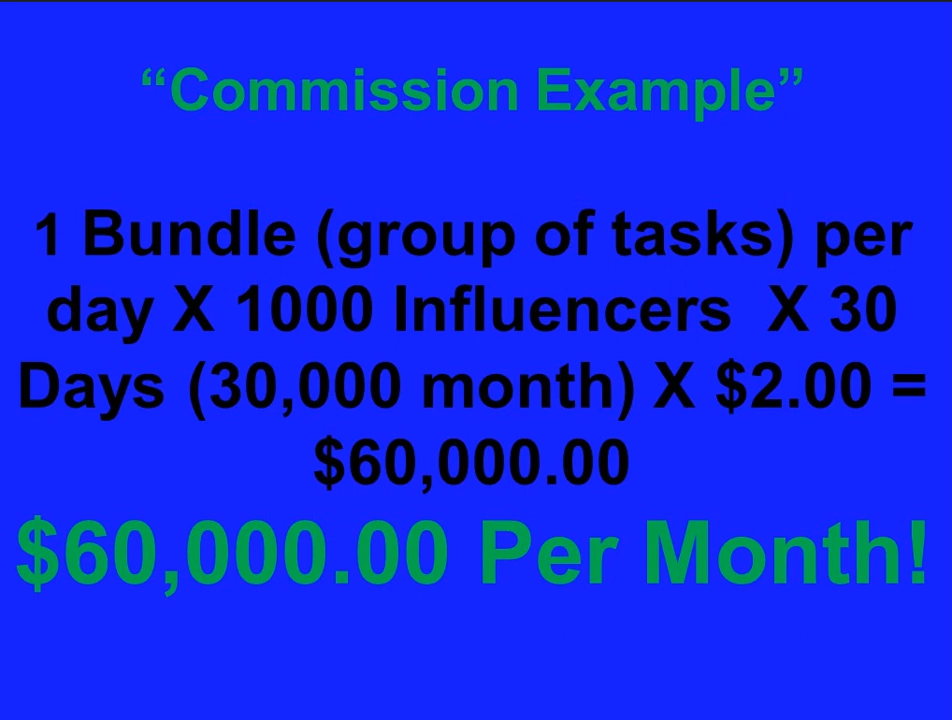 “Commission Example”
1 Bundle (group of tasks) per
day X 1000 Influencers  X 30
Days (30,000 month) X $2.00 =
$60,000.00
$60,000.00 Per Month!